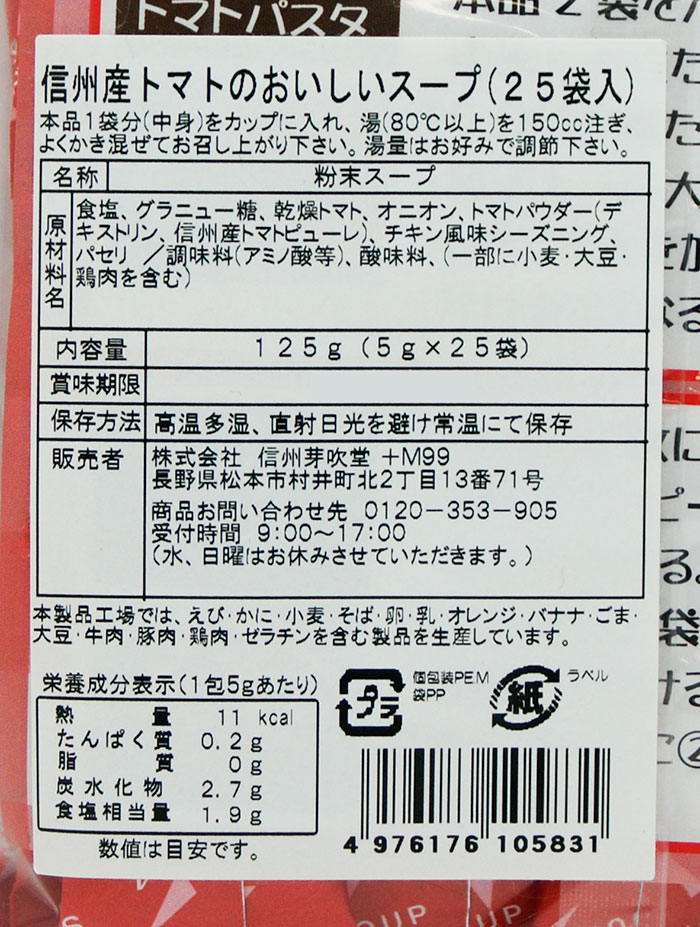 トマトパスタ
信州産トマトのおいしいスープ(25袋入)
本品1袋分(中身)をカップに入れ、湯(80℃以上)を150cc注ぎ、
よくかき混ぜてお召し上がり下さい。湯量はお好みで調節下さい。
名称 粉末スープ
原材料名
食塩、グラニュー糖、乾燥トマト、オニオン、トマトパウダー(デ
キストリン、信州産トマトピューレ)、チキン風味シーズニング、
パセリ ／調味料(アミノ酸等)、酸味料、(一部に小麦・大豆・
鶏肉を含む)
内容量 125g (5g×25袋)
賞味期限
保存方法 高温多湿、直射日光を避け常温にて保存
販売者 株式会社 信州芽吹堂 +M99
長野県松本市村井町北2丁目13番71号
商品お問い合わせ先 0120-353-905
受付時間 9:00～17:00
(水、日曜はお休みさせていただきます。)
本製品工場では、えび・かに・小麦・そば・卵・乳・オレンジ・バナナ・ごま・
大豆・牛肉・豚肉・鶏肉・ゼラチンを含む製品を生産しています。
栄養成分表示(1包5gあたり)
熱量 11 kcal
たんぱく質 0.2g
脂質 0g
炭水化物 2.7g
食塩相当量 1.9g
数値は目安です。
プラ
個包装PE,M
袋PP
紙
ラベル
4 976176 105831